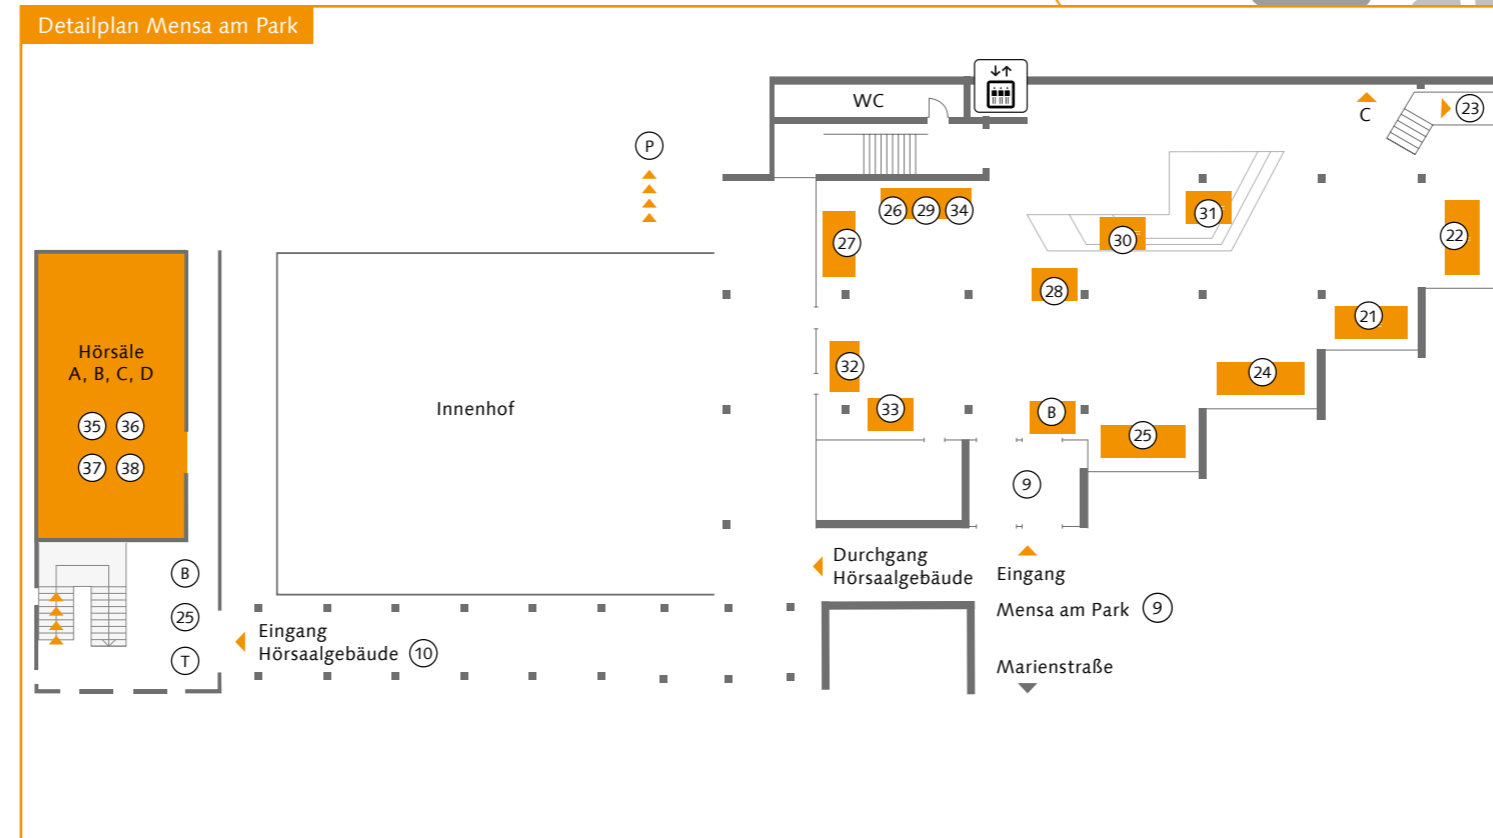 Detailplan Mensa am Park
WC
C
23
P
26 29 34
31
27
30
22
28
21
Hörsäle
A, B, C, D
32
24
Innenhof
33
B
35 36
25
37 38
9
Durchgang
Hörsaalgebäude
Eingang
Mensa am Park 9
B
25
Eingang
Hörsaalgebäude 10
T
Marienstraße